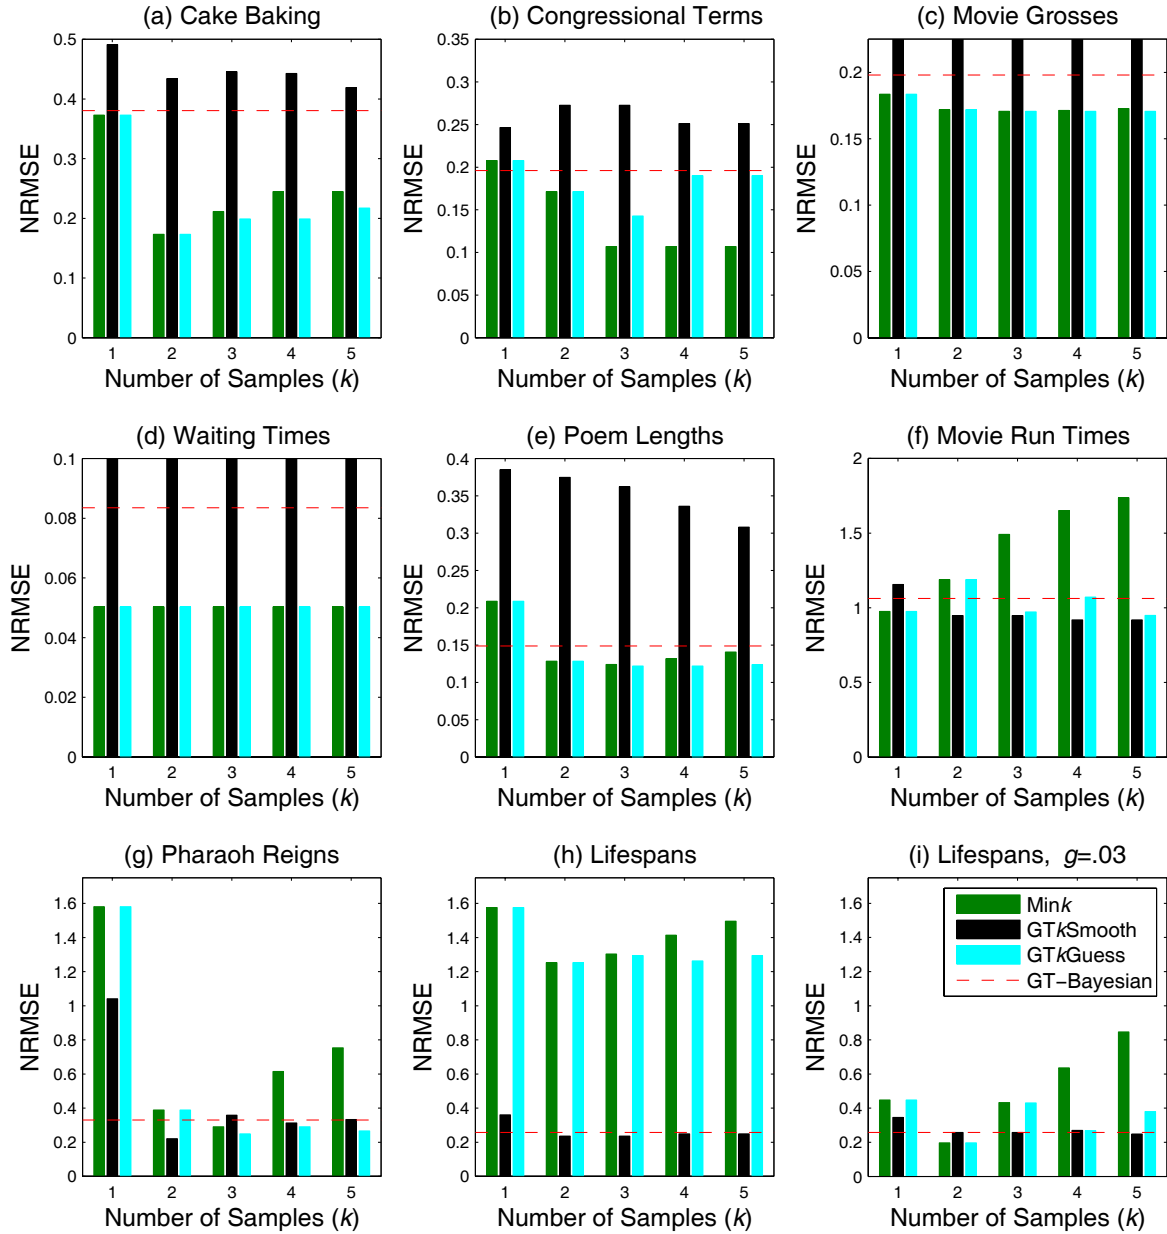 (a) Cake Baking
0.5
0.4
0.3
0.2
0.1
0
NRMSE
1 2 3 4 5
Number of Samples (k)
(b) Congressional Terms
0.35
0.3
0.25
0.2
0.15
0.1
0.05
0
NRMSE
1 2 3 4 5
Number of Samples (k)
(c) Movie Grosses
0.2
0.15
0.1
0.05
0
NRMSE
1 2 3 4 5
Number of Samples (k)
(d) Waiting Times
0.1
0.08
0.06
0.04
0.02
0
NRMSE
1 2 3 4 5
Number of Samples (k)
(e) Poem Lengths
0.4
0.35
0.3
0.25
0.2
0.15
0.1
0.05
0
NRMSE
1 2 3 4 5
Number of Samples (k)
(f) Movie Run Times
2
1.5
1
0.5
0
NRMSE
1 2 3 4 5
Number of Samples (k)
(g) Pharaoh Reigns
1.6
1.4
1.2
1
0.8
0.6
0.4
0.2
0
NRMSE
1 2 3 4 5
Number of Samples (k)
(h) Lifespans
1.6
1.4
1.2
1
0.8
0.6
0.4
0.2
0
NRMSE
1 2 3 4 5
Number of Samples (k)
(i) Lifespans, g=.03
1.6
1.4
1.2
1
0.8
0.6
0.4
0.2
0
NRMSE
Mink
GTkSmooth
GTkGuess
GT−Bayesian
1 2 3 4 5
Number of Samples (k)